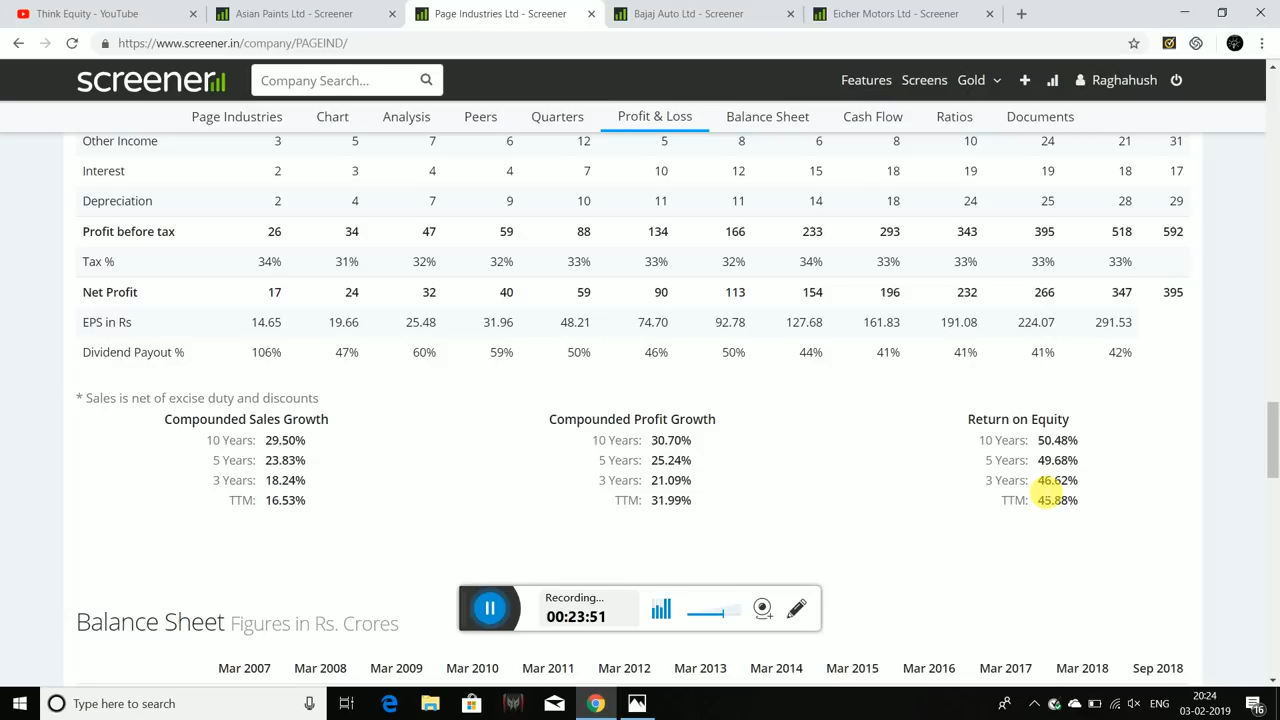 Think Equity - YouTube
Asian Paints Ltd - Screener
Page Industries Ltd - Screener
Bajaj Auto Ltd - Screener
Eicher Motors Ltd - Screener
https://www.screener.in/company/PAGEIND/
screener
Company Search...
Features Screens Gold Raghahush
Page Industries Chart Analysis Peers Quarters Profit & Loss Balance Sheet Cash Flow Ratios Documents
Other Income 3 5 7 6 12 5 8 6 8 10 24 21 31
Interest 2 3 4 4 7 10 12 15 18 19 19 18 17
Depreciation 2 4 7 9 10 11 11 14 18 24 25 28 29
Profit before tax 26 34 47 59 88 134 166 233 293 343 395 518 592
Tax % 34% 31% 32% 32% 33% 33% 32% 34% 33% 33% 33% 33%
Net Profit 17 24 32 40 59 90 113 154 196 232 266 347 395
EPS in Rs 14.65 19.66 25.48 31.96 48.21 74.70 92.78 127.68 161.83 191.08 224.07 291.53
Dividend Payout % 106% 47% 60% 59% 50% 46% 50% 44% 41% 41% 41% 42%
* Sales is net of excise duty and discounts
Compounded Sales Growth
10 Years: 29.50%
5 Years: 23.83%
3 Years: 18.24%
TTM: 16.53%
Compounded Profit Growth
10 Years: 30.70%
5 Years: 25.24%
3 Years: 21.09%
TTM: 31.99%
Return on Equity
10 Years: 50.48%
5 Years: 49.68%
3 Years: 46.62%
TTM: 45.88%
Recording...
00:23:51
Balance Sheet Figures in Rs. Crores
Mar 2007 Mar 2008 Mar 2009 Mar 2010 Mar 2011 Mar 2012 Mar 2013 Mar 2014 Mar 2015 Mar 2016 Mar 2017 Mar 2018 Sep 2018
Type here to search
ENG
20:24
03-02-2019
16